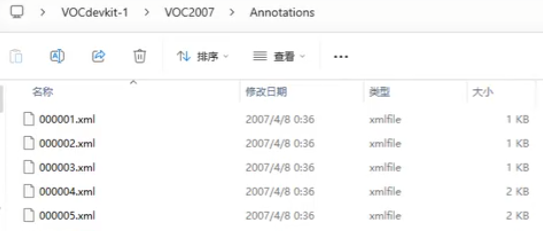 VOCdevkit-1 > VOC2007 > Annotations
排序 查看 ...
名称 修改日期 类型 大小
000001.xml 2007/4/8 0:36 xmlfile 1 KB
000002.xml 2007/4/8 0:36 xmlfile 1 KB
000003.xml 2007/4/8 0:36 xmlfile 1 KB
000004.xml 2007/4/8 0:36 xmlfile 2 KB
000005.xml 2007/4/8 0:36 xmlfile 2 KB